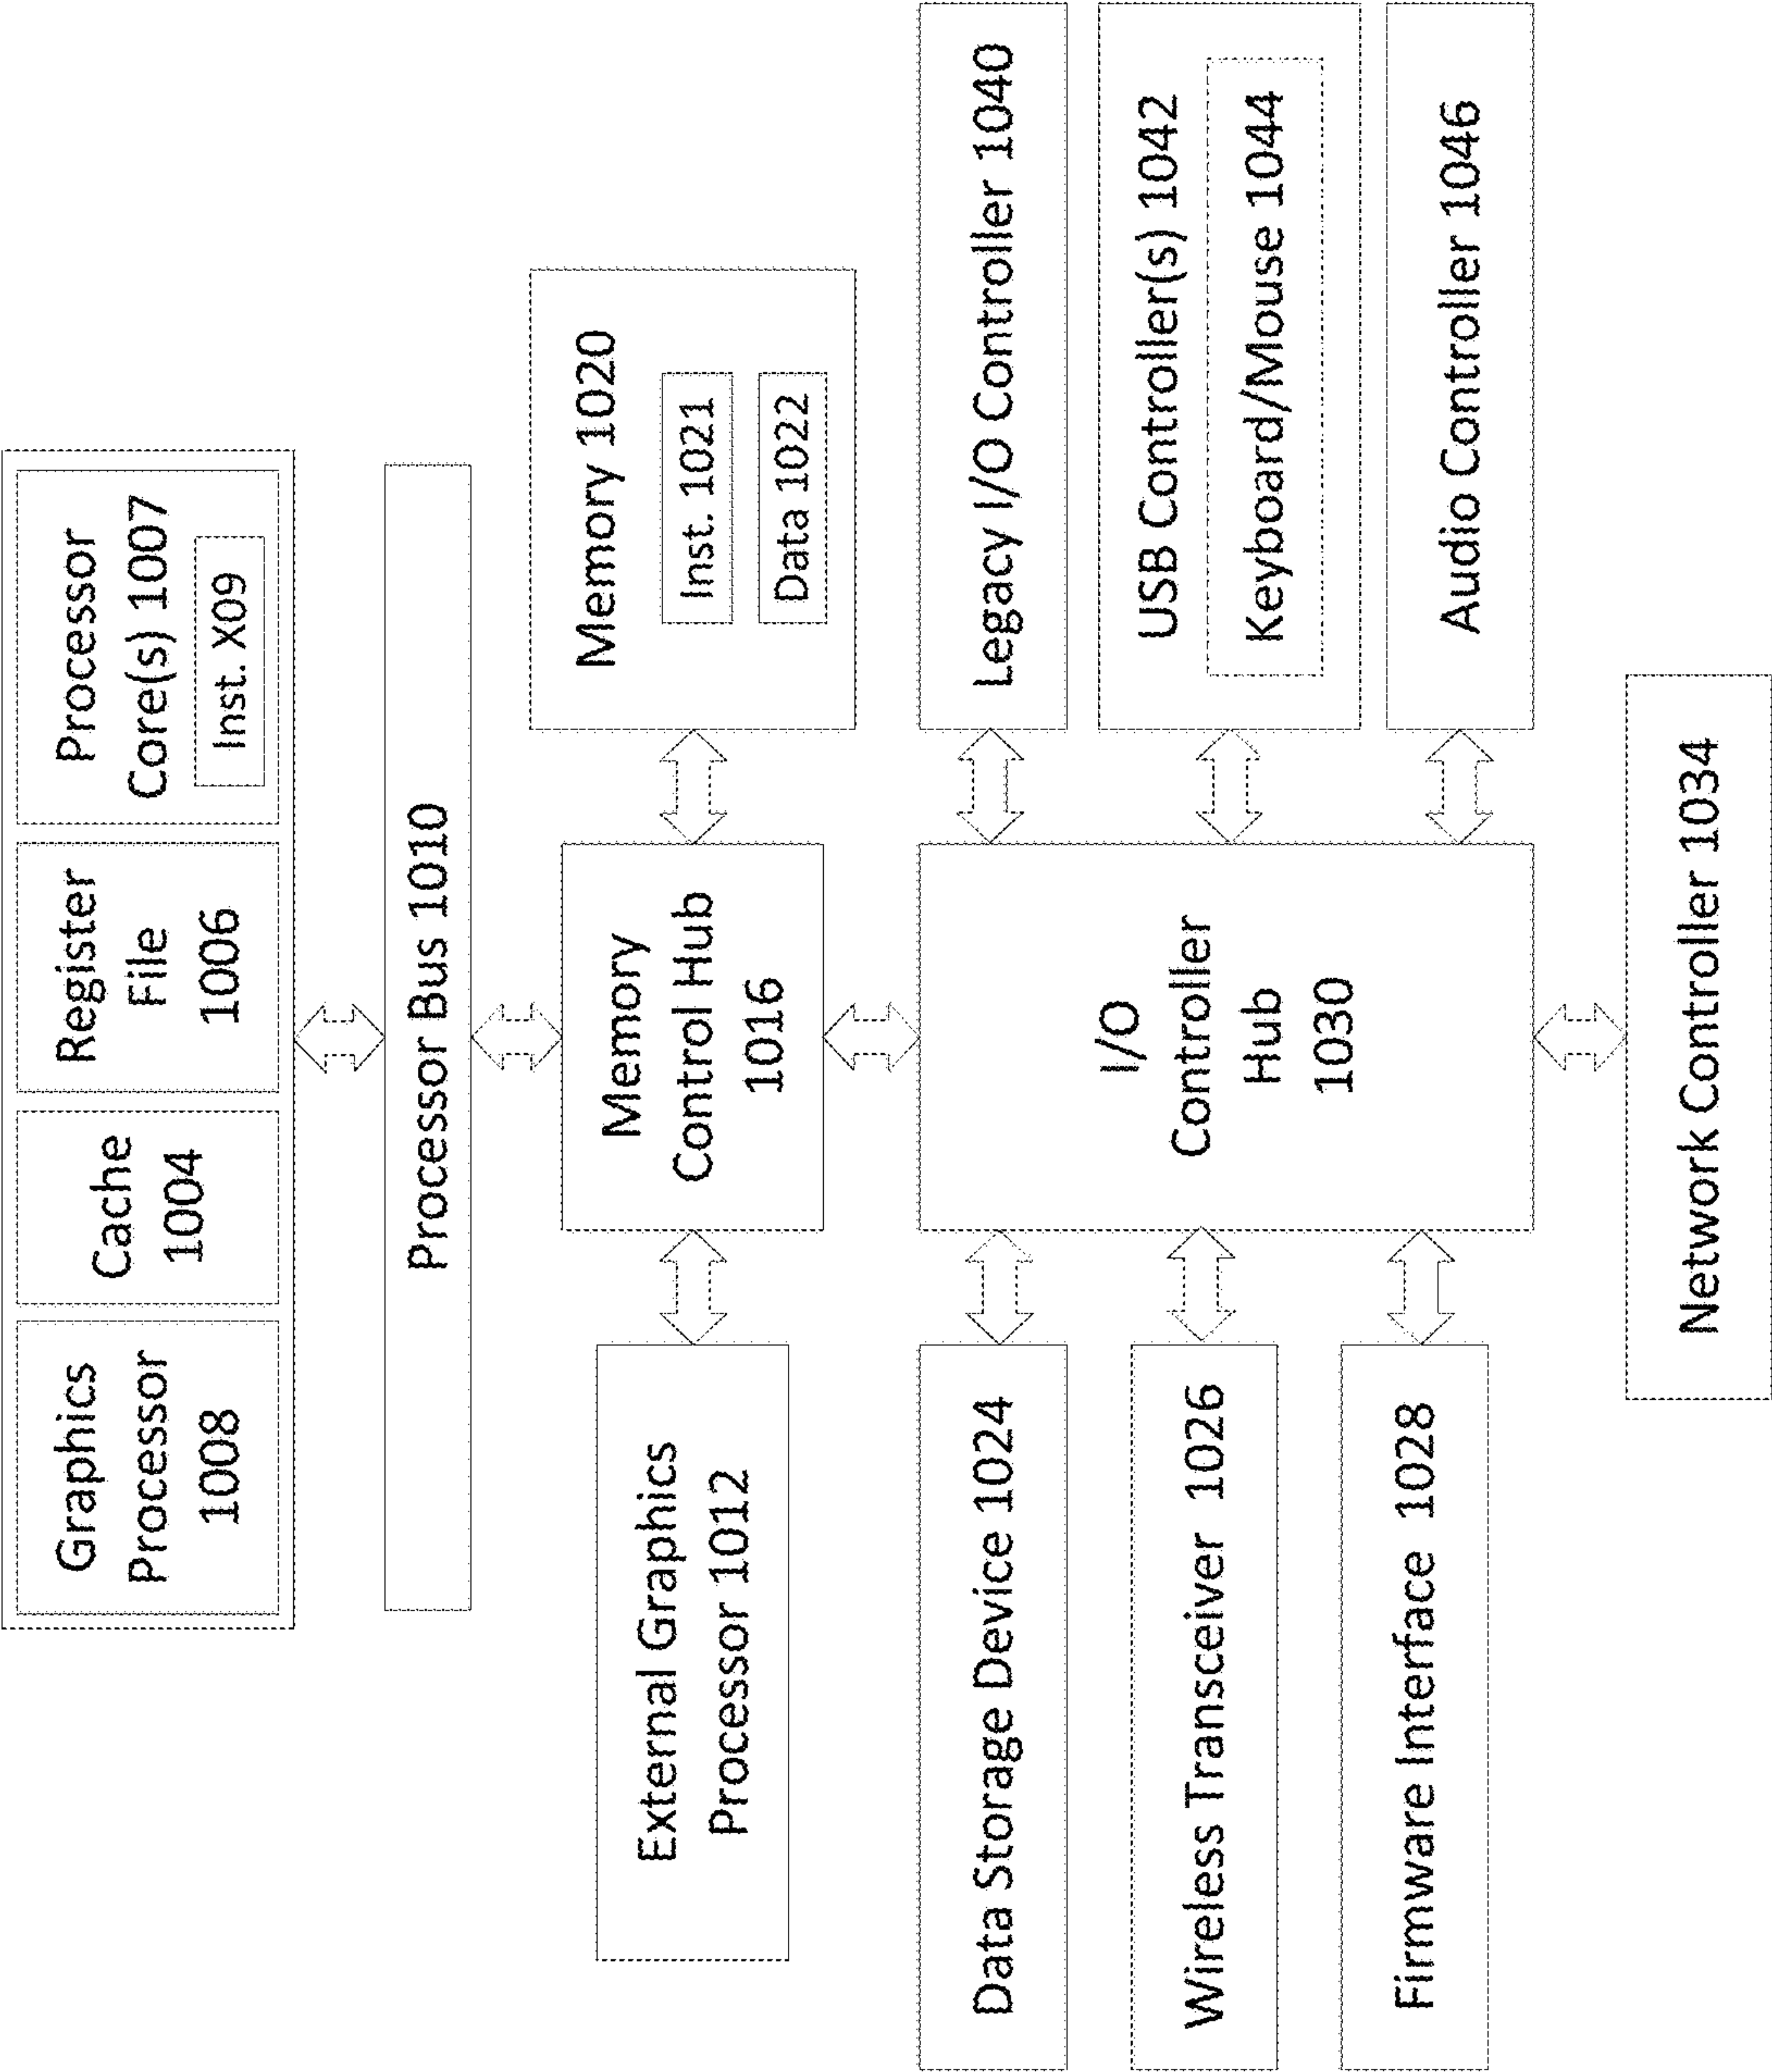 Graphics
Processor
1008
Cache
1004
Register
File
1006
Processor
Core(s) 1007
Inst. X09
Processor Bus 1010
External Graphics
Processor 1012
Memory
Control Hub
1016
Memory 1020
Inst. 1021
Data 1022
Data Storage Device 1024
Wireless Transceiver 1026
Firmware Interface 1028
I/O
Controller
Hub
1030
Legacy I/O Controller 1040
USB Controller(s) 1042
Keyboard/Mouse 1044
Audio Controller 1046
Network Controller 1034